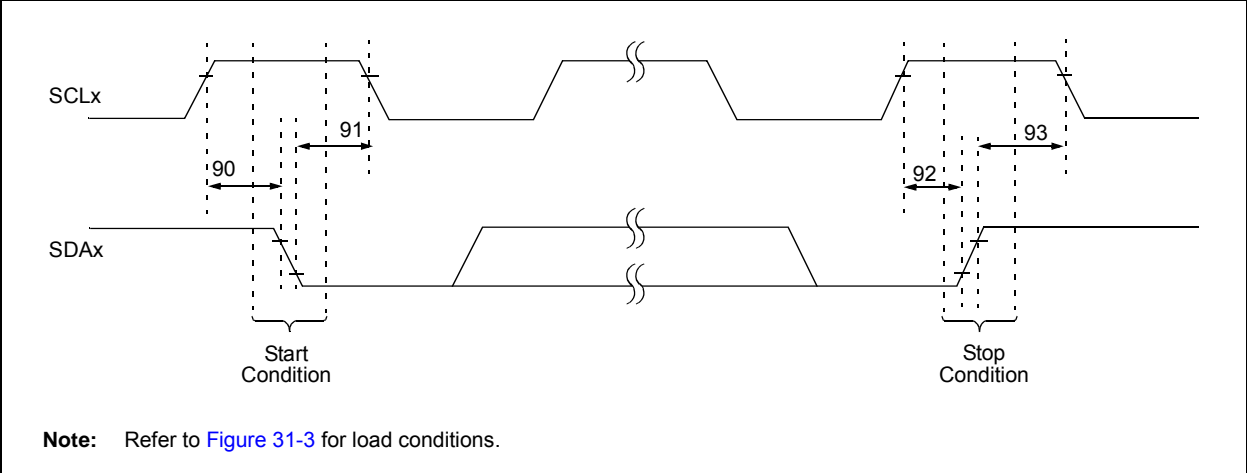 SCLx
91
93
90
92
SDAx
Start
Condition
Stop
Condition
Note: Refer to Figure 31-3 for load conditions.